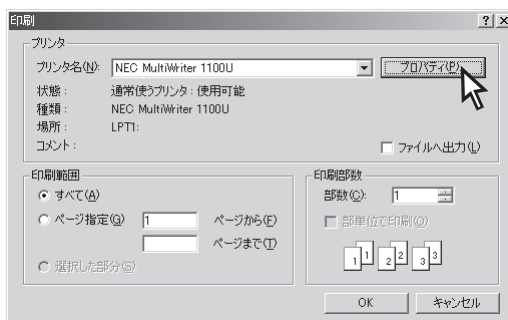 印刷
プリンタ
プリンタ名(N): NEC MultiWriter 1100U プロパティ(P)
状態: 通常使うプリンタ: 使用可能
種類: NEC MultiWriter 1100U
場所: LPT1:
コメント: ファイルへ出力(L)
印刷範囲
すべて(A)
ページ指定(G) 1 ページから(F)
ページまで(T)
選択した部分(S)
印刷部数
部数(C): 1
部単位で印刷(O)
1 1 2 2 3 3
OK キャンセル